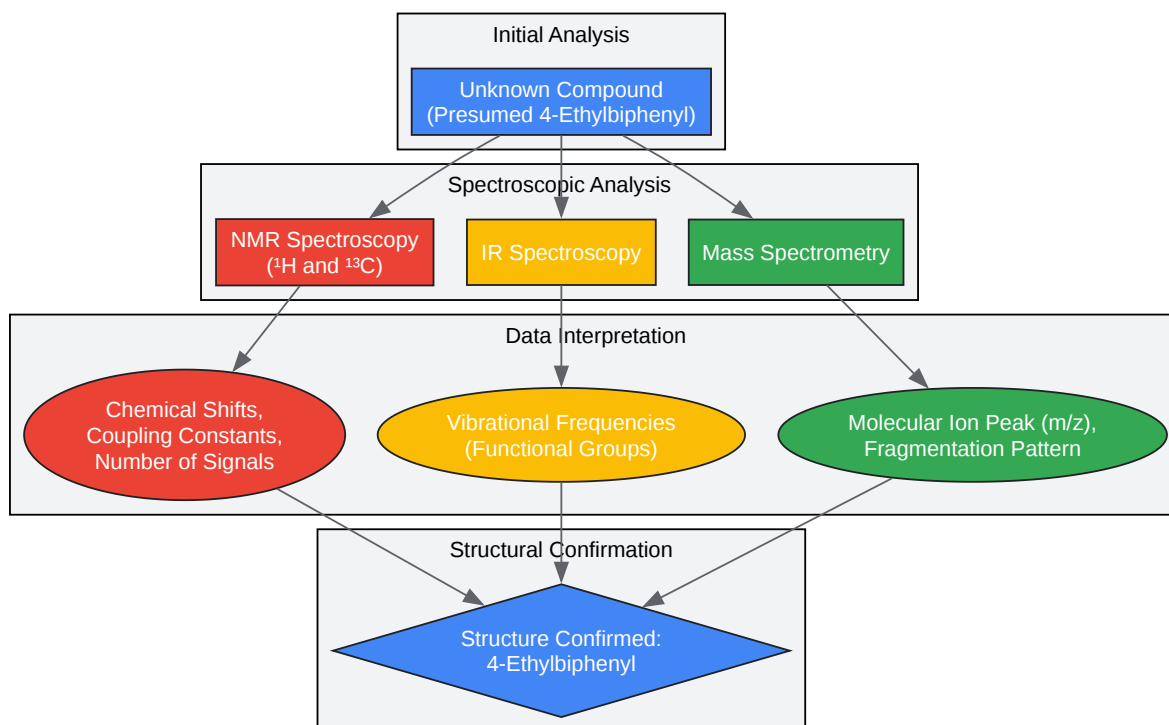 Initial Analysis
Unknown Compound
(Presumed 4-Ethylbiphenyl)
Spectroscopic Analysis
NMR Spectroscopy
(¹H and ¹³C)
IR Spectroscopy
Mass Spectrometry
Data Interpretation
Chemical Shifts,
Coupling Constants,
Number of Signals
Vibrational Frequencies
(Functional Groups)
Molecular Ion Peak (m/z),
Fragmentation Pattern
Structural Confirmation
Structure Confirmed:
4-Ethylbiphenyl